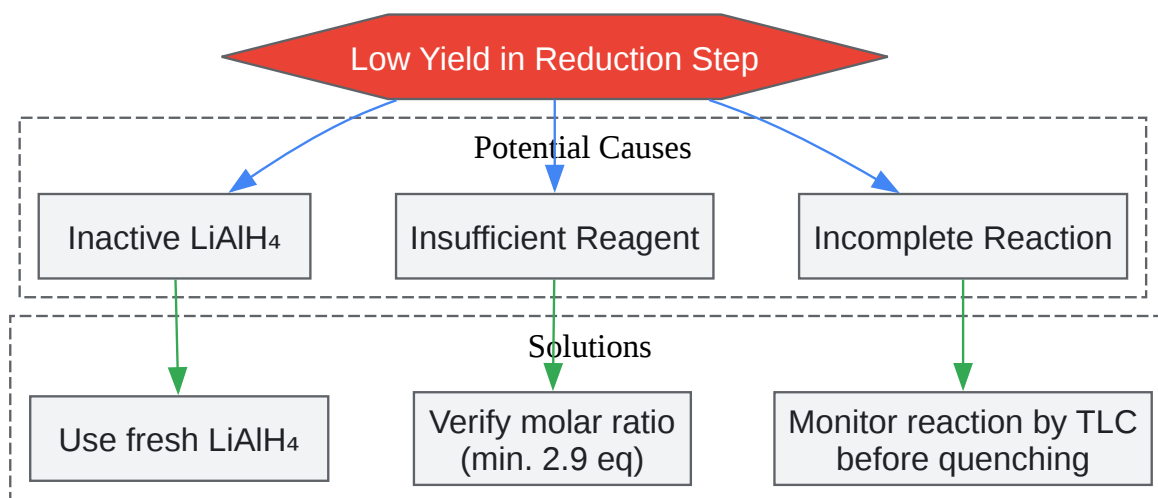 Low Yield in Reduction Step
Potential Causes
Inactive LiAlH₄
Insufficient Reagent
Incomplete Reaction
Solutions
Use fresh LiAlH₄
Verify molar ratio
(min. 2.9 eq)
Monitor reaction by TLC
before quenching